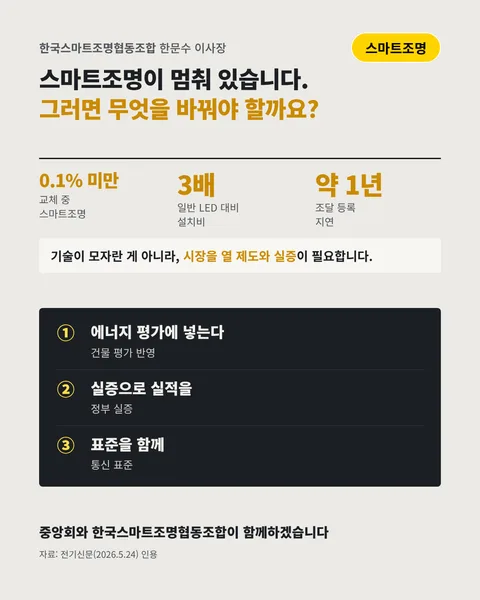 한국스마트조명협동조합 한문수 이사장
스마트조명
스마트조명이 멈춰 있습니다.
그러면 무엇을 바꿔야 할까요?
0.1% 미만
교체 중
스마트조명
3배
일반 LED 대비
설치비
약 1년
조달 등록
지연
기술이 모자란 게 아니라, 시장을 열 제도와 실증이 필요합니다.
1 에너지 평가에 넣는다
건물 평가 반영
2 실증으로 실적을
정부 실증
3 표준을 함께
통신 표준
중앙회와 한국스마트조명협동조합이 함께하겠습니다
자료: 전기신문(2026.5.24) 인용